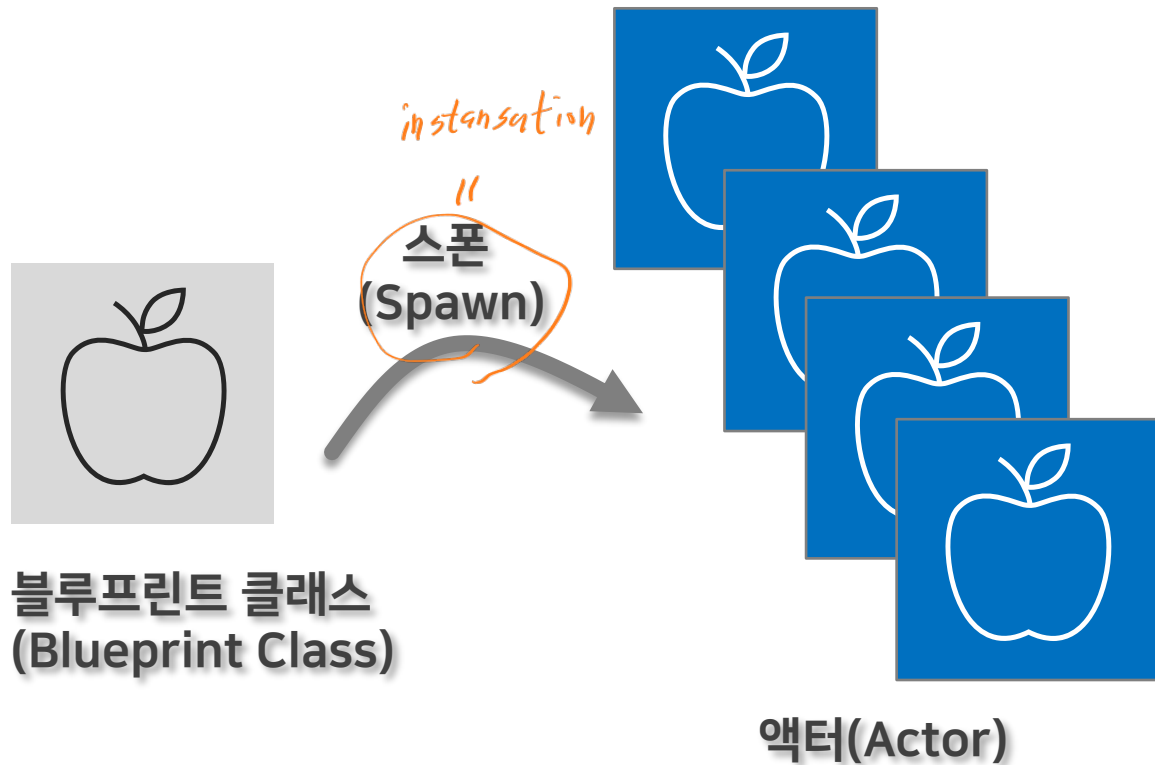 instansation
"
스폰
(Spawn)
블루프린트 클래스
(Blueprint Class)
액터(Actor)